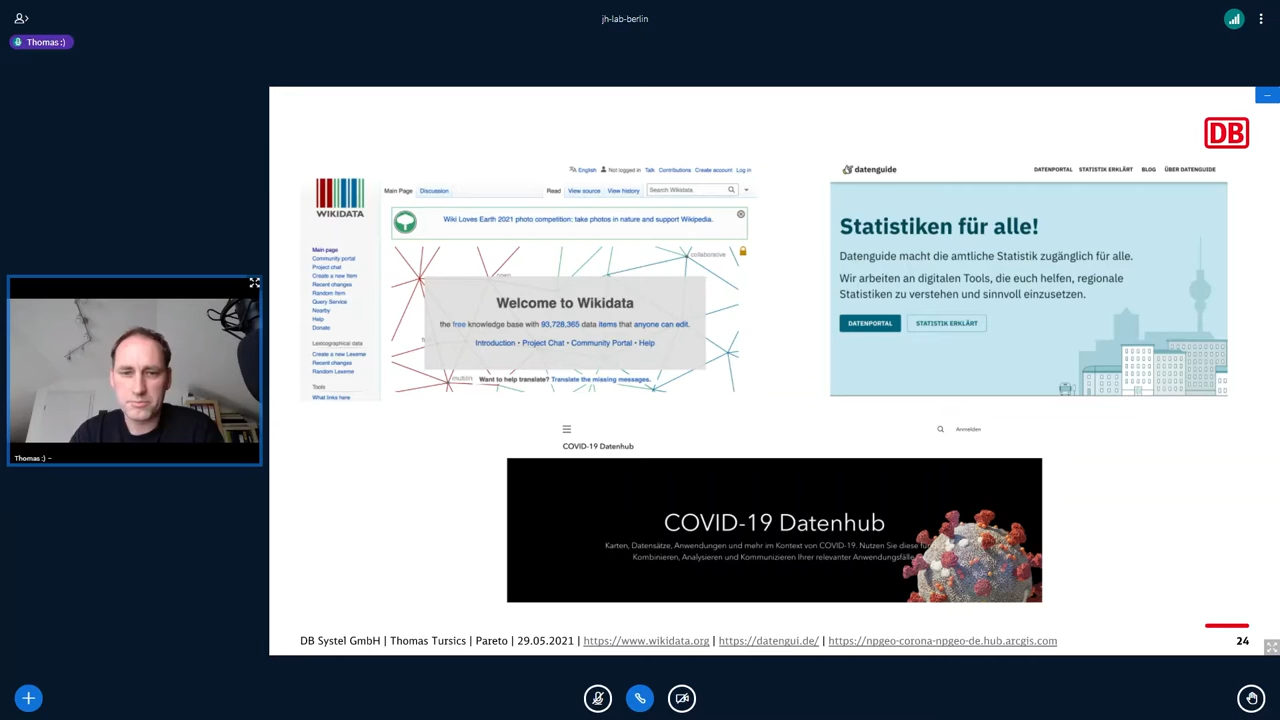 jh-lab-berlin
Thomas :)
DB
English Not logged in Talk Contributions Create account Log in
WIKIDATA
Main Page Discussion Read View source View history Search Wikidata
Wiki Loves Earth 2021 photo competition: take photos in nature and support Wikipedia.
Main page
Community portal
Project chat
Create a new Item
Recent changes
Random Item
Query Service
Nearby
Help
Donate
Lexicographical data
Create a new Lexeme
Recent changes
Random Lexeme
Tools
What links here
collaborative
Welcome to Wikidata
the free knowledge base with 93,728,365 data items that anyone can edit.
Introduction • Project Chat • Community Portal • Help
Want to help translate? Translate the missing messages.
datenguide
DATENPORTAL STATISTIK ERKLÄRT BLOG ÜBER DATENGUIDE
Statistiken für alle!
Datenguide macht die amtliche Statistik zugänglich für alle.
Wir arbeiten an digitalen Tools, die euch helfen, regionale
Statistiken zu verstehen und sinnvoll einzusetzen.
DATENPORTAL STATISTIK ERKLÄRT
Thomas :)
Anmelden
COVID-19 Datenhub
COVID-19 Datenhub
Karten, Datensätze, Anwendungen und mehr im Kontext von COVID-19. Nutzen Sie diese
Kombinieren, Analysieren und Kommunizieren Ihrer relevanter Anwendungsfälle
DB Systel GmbH | Thomas Tursics | Pareto | 29.05.2021 | https://www.wikidata.org | https://datengui.de/ | https://npgeo-corona-npgeo-de.hub.arcgis.com
24